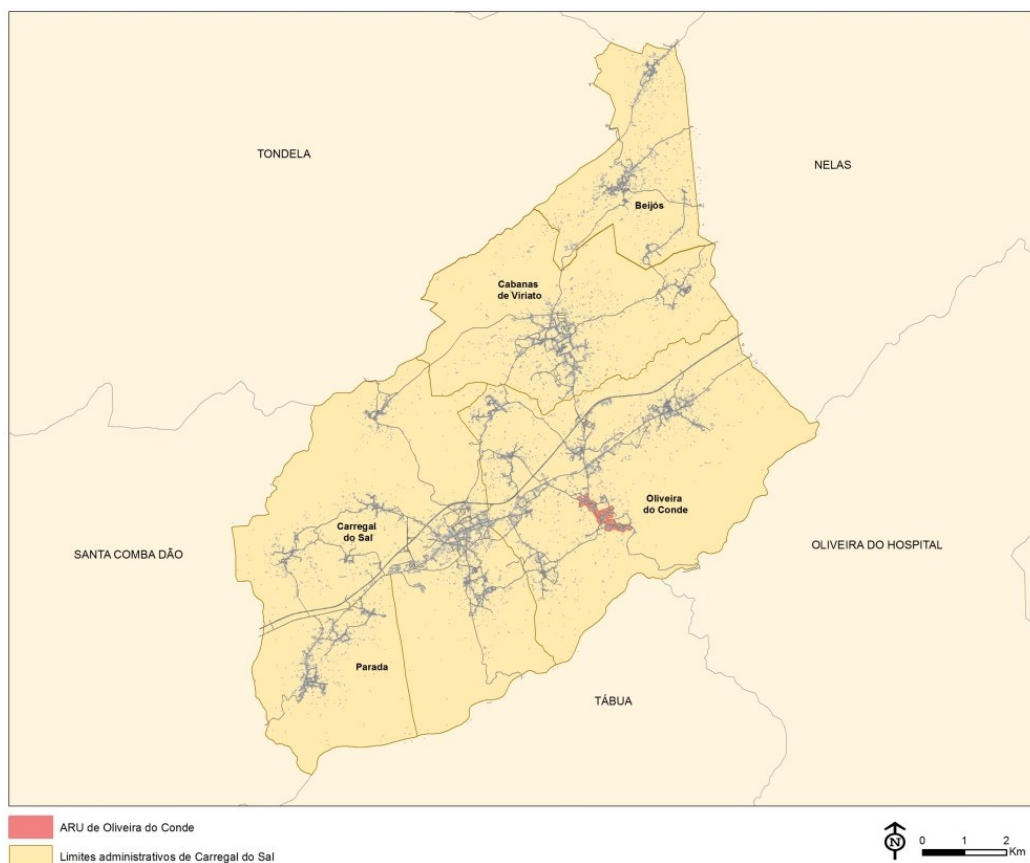 TONDELA
NELAS
Beijós
Cabanas
de Viriato
Oliveira
do Conde
Carregal
do Sal
SANTA COMBA DÃO
OLIVEIRA DO HOSPITAL
Parada
TÁBUA
ARU de Oliveira do Conde
Limites administrativos de Carregal do Sal
N
0 1 2
Km